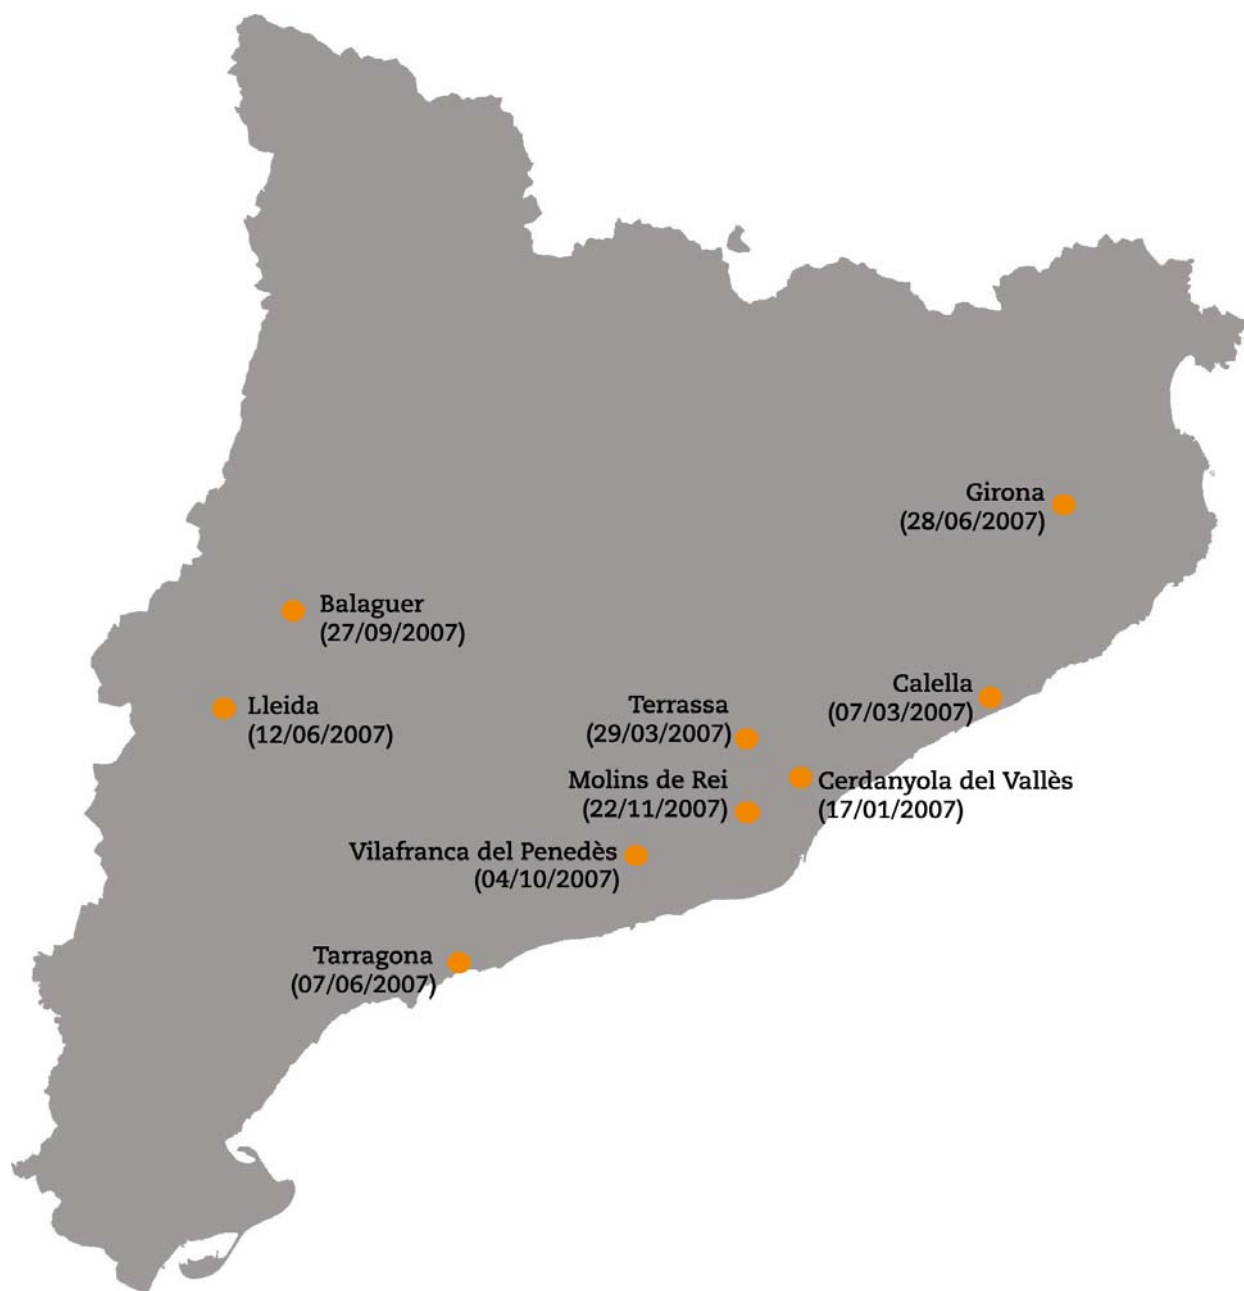 Girona
(28/06/2007)
Balaguer
(27/09/2007)
Calella
(07/03/2007)
Lleida
(12/06/2007)
Terrassa
(29/03/2007)
Molins de Rei
(22/11/2007)
Cerdanyola del Vallès
(17/01/2007)
Vilafranca del Penedès
(04/10/2007)
Tarragona
(07/06/2007)